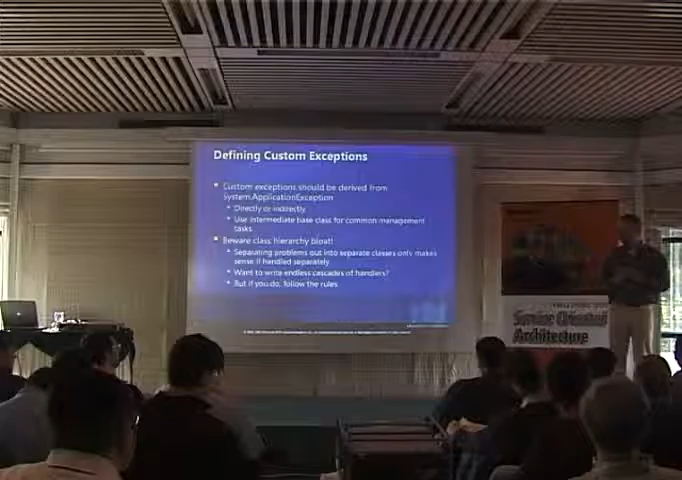 Defining Custom Exceptions
Custom exceptions should be derived from
System.ApplicationException
Directly or indirectly
Use intermediate base class for common management
tasks
Beware class hierarchy bloat!
Separating problems out into separate classes only makes
sense if handled separately
Want to write endless cascades of handlers?
But if you do, follow the rules
Service Oriented
Architecture